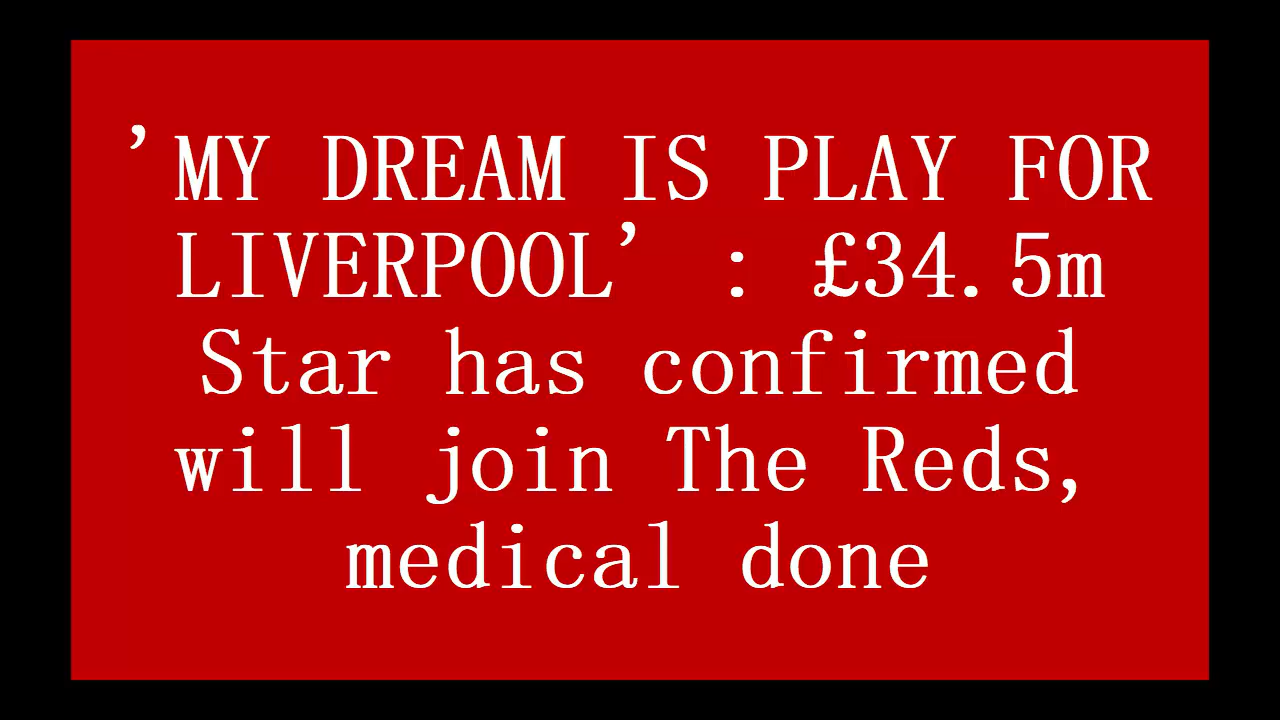 ’MY DREAM IS PLAY FOR
LIVERPOOL’ : £34.5m
Star has confirmed
will join The Reds,
medical done